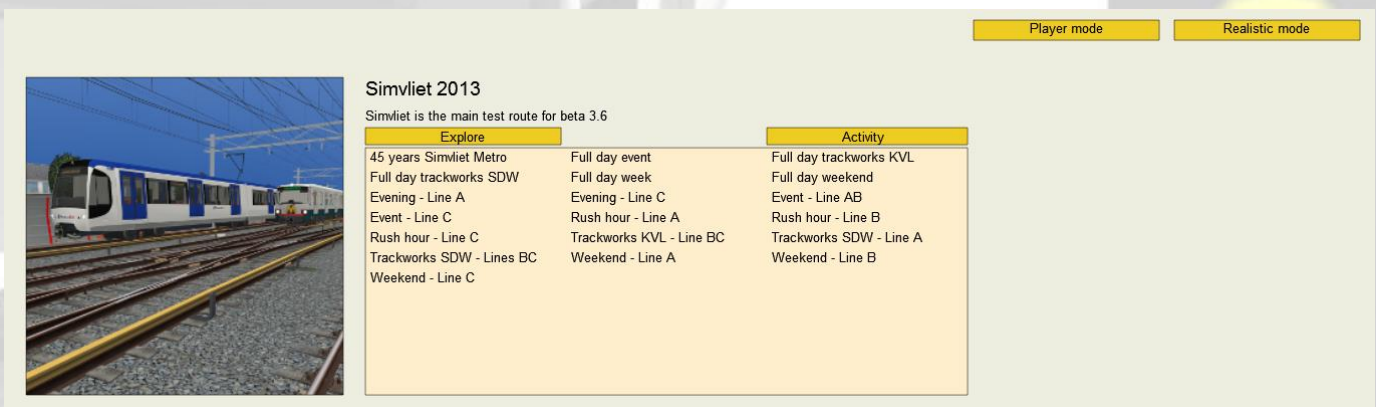 Player mode Realistic mode
Simvliet 2013
Simvliet is the main test route for beta 3.6
Explore Activity
45 years Simvliet Metro Full day event Full day trackworks KVL
Full day trackworks SDW Full day week Full day weekend
Evening - Line A Evening - Line C Event - Line AB
Event - Line C Rush hour - Line A Rush hour - Line B
Rush hour - Line C Trackworks KVL - Line BC Trackworks SDW - Line A
Trackworks SDW - Lines BC Weekend - Line A Weekend - Line B
Weekend - Line C